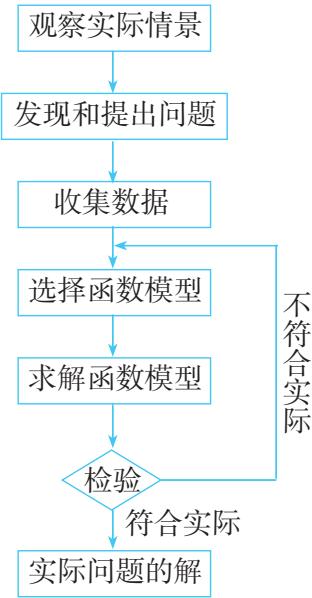 观察实际情景
发现和提出问题
收集数据
选择函数模型
求解函数模型
不符合实际
检验
符合实际
实际问题的解